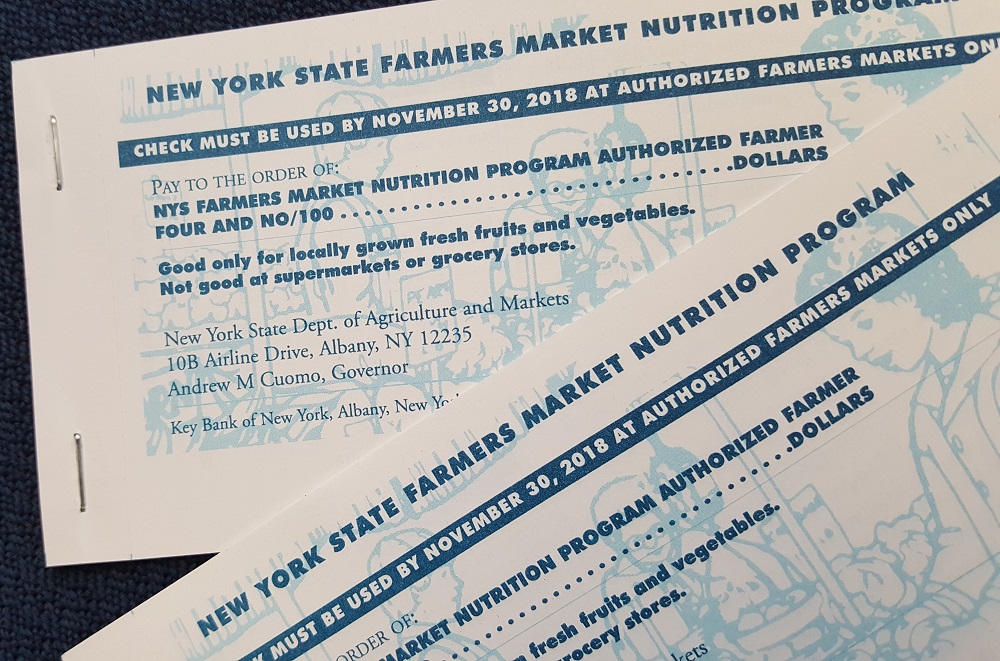 NEW YORK STATE FARMERS MARKET NUTRITION PROGRAM
CHECK MUST BE USED BY NOVEMBER 30, 2018 AT AUTHORIZED FARMERS MARKETS ONL
PAY TO THE ORDER OF:
NYS FARMERS MARKET NUTRITION PROGRAM AUTHORIZED FARMER
FOUR AND NO/100 . . . . . . . . . . . . . . . . . . . . . . . . . . . . . . . . .DOLLARS
Good only for locally grown fresh fruits and vegetables.
Not good at supermarkets or grocery stores.
New York State Dept. of Agriculture and Markets
10B Airline Drive, Albany, NY 12235
Andrew M Cuomo, Governor
Key Bank of New York, Albany, New Yo
NEW YORK STATE FARMERS MARKET NUTRITION PROGRAM
K MUST BE USED BY NOVEMBER 30, 2018 AT AUTHORIZED FARMERS MARKETS ONLY
ORDER OF:
MARKET NUTRITION PROGRAM AUTHORIZED FARMER
. . . . . . . . . . . . . . . . . . . . . . . . .DOLLARS
fresh fruits and vegetables.
rocery stores.
kets